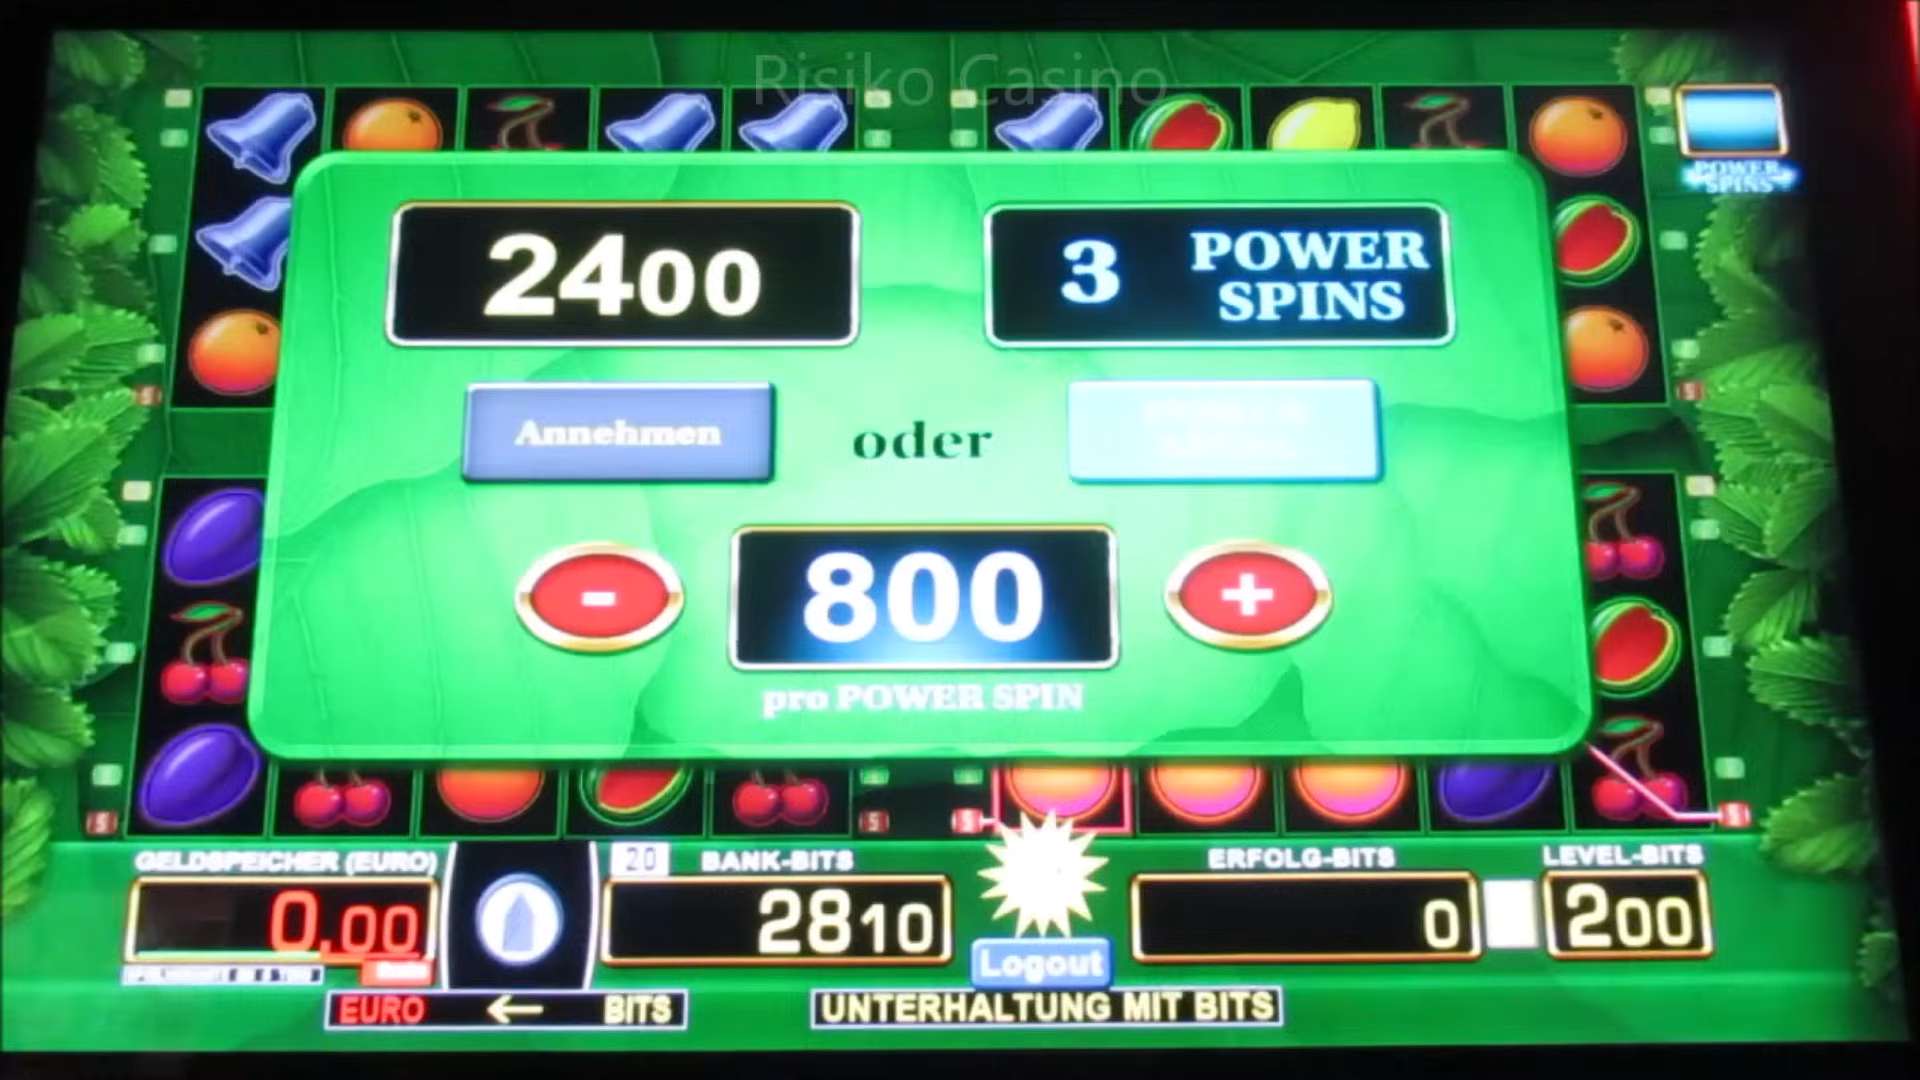 Risiko Casino
POWER
SPINS
2400
3 POWER
SPINS
Annehmen
oder
-
800
+
pro POWER SPIN
GELDSPEICHER (EURO)
20
BANK-BITS
ERFOLG-BITS
LEVEL-BITS
0,00
2810
0
200
Logout
EURO ← BITS
UNTERHALTUNG MIT BITS